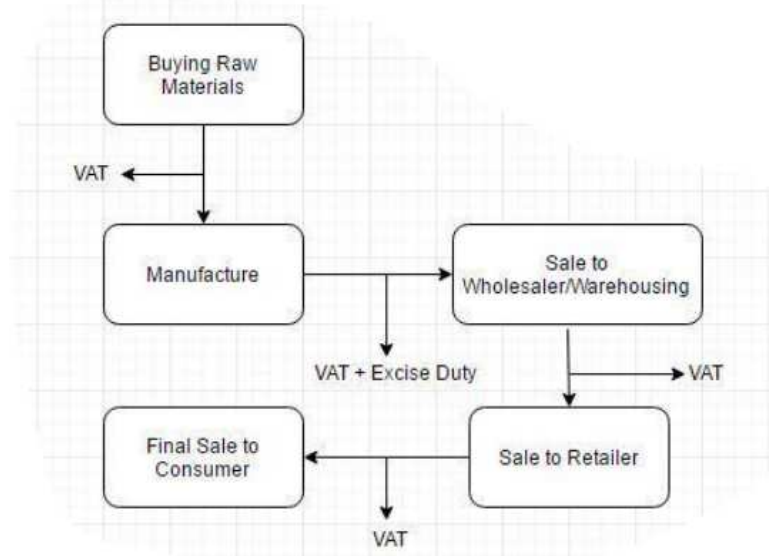 Buying Raw
Materials
VAT
Manufacture
Sale to
Wholesaler/Warehousing
VAT + Excise Duty
VAT
Final Sale to
Consumer
Sale to Retailer
VAT